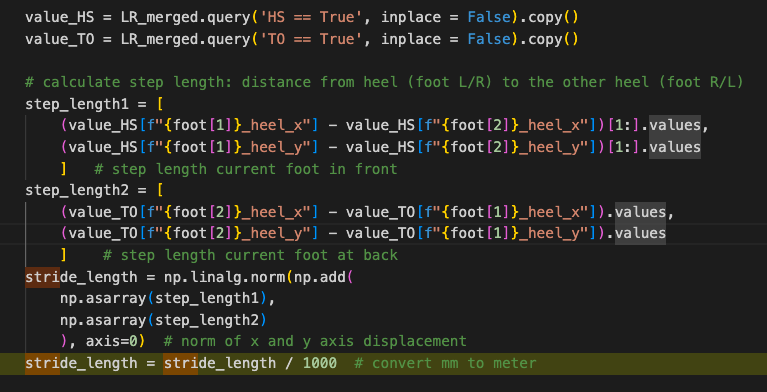 value_HS = LR_merged.query('HS == True', inplace = False).copy()
value_TO = LR_merged.query('TO == True', inplace = False).copy()
# calculate step length: distance from heel (foot L/R) to the other heel (foot R/L)
step_length1 = [
(value_HS[f"{foot[1]}_heel_x"] - value_HS[f"{foot[2]}_heel_x"])[1:].values,
(value_HS[f"{foot[1]}_heel_y"] - value_HS[f"{foot[2]}_heel_y"])[1:].values
]   # step length current foot in front
step_length2 = [
(value_TO[f"{foot[2]}_heel_x"] - value_TO[f"{foot[1]}_heel_x"]).values,
(value_TO[f"{foot[2]}_heel_y"] - value_TO[f"{foot[1]}_heel_y"]).values
]    # step length current foot at back
stride_length = np.linalg.norm(np.add(
np.asarray(step_length1),
np.asarray(step_length2)
), axis=0)  # norm of x and y axis displacement
stride_length = stride_length / 1000  # convert mm to meter